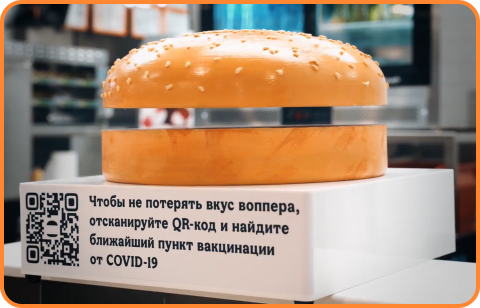 Чтобы не потерять вкус воппера,
отсканируйте QR-код и найдите
ближайший пункт вакцинации
от COVID-19